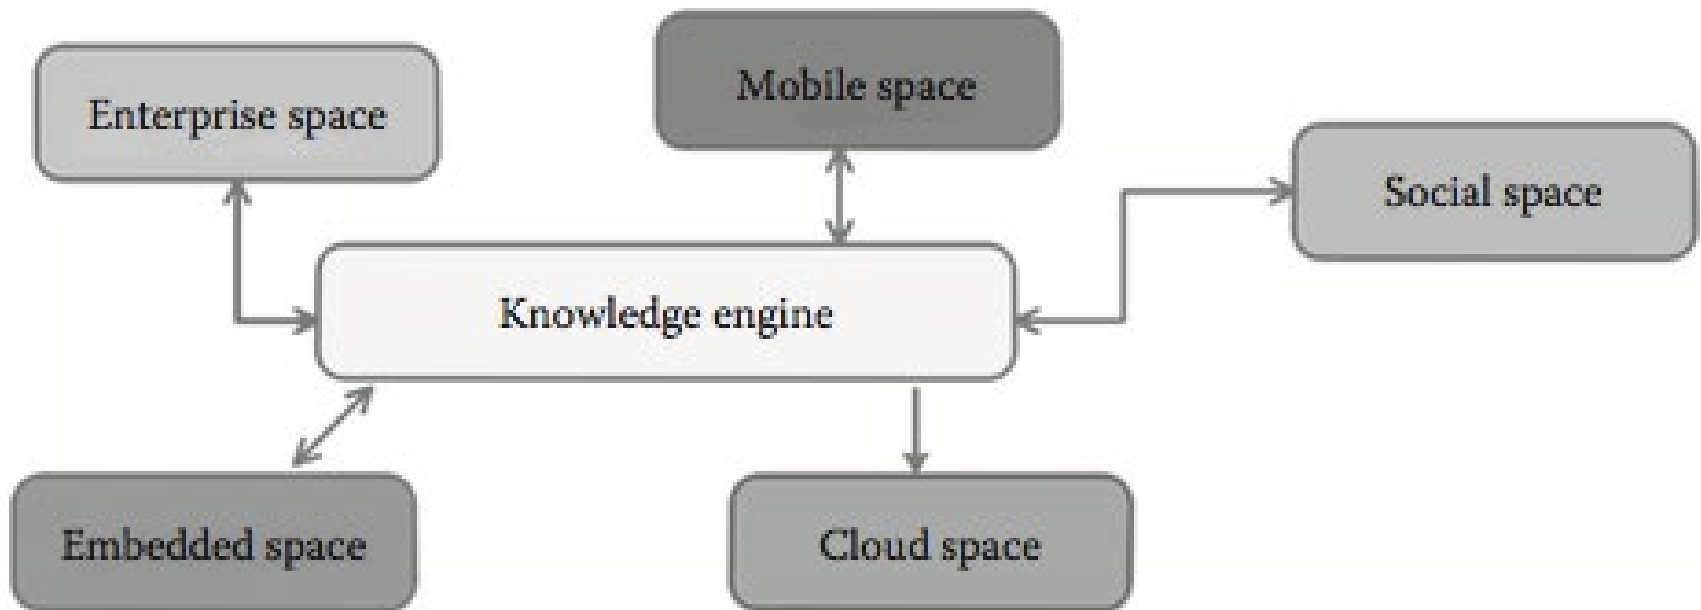 Mobile space
Enterprise space
Social space
Knowledge engine
Embedded space
Cloud space